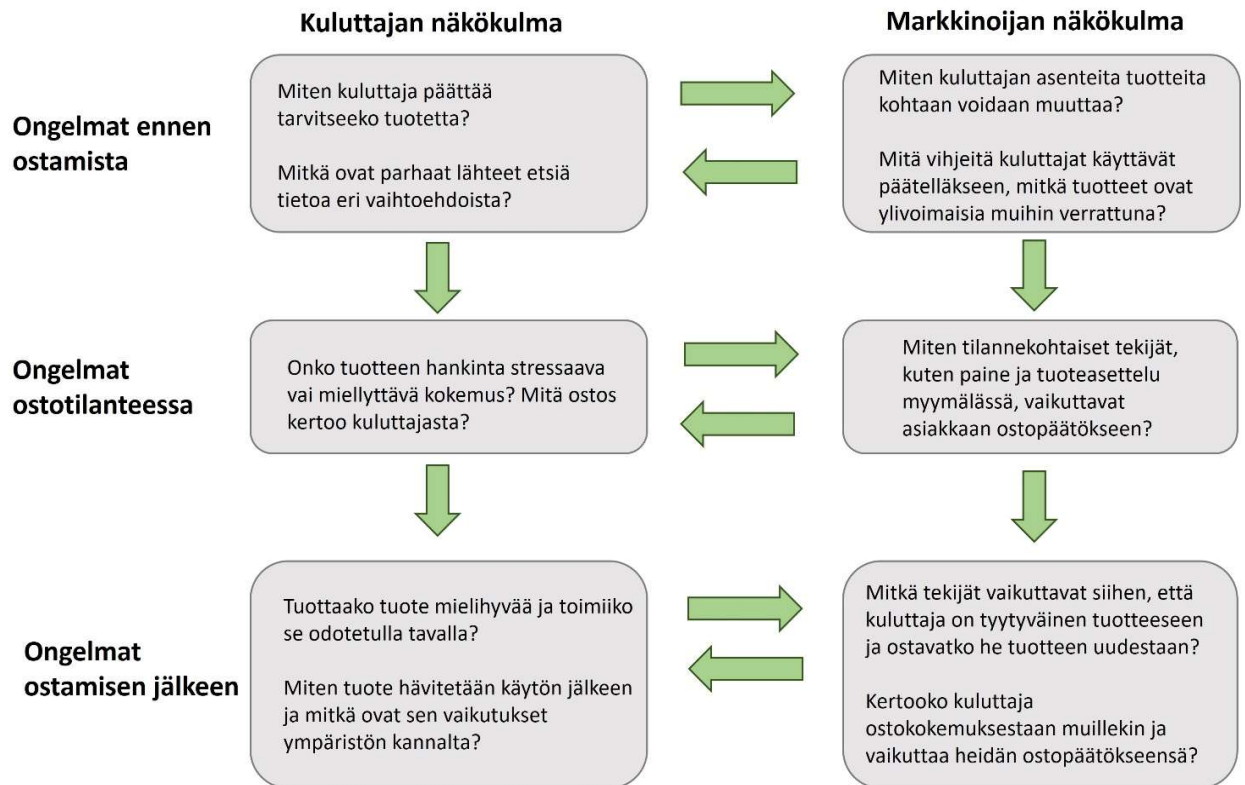 Kuluttajan näkökulma
Markkinoijan näkökulma
Ongelmat ennen
ostamista
Miten kuluttaja päättää
tarvitseeko tuotetta?
Mitkä ovat parhaat lähteet etsiä
tietoa eri vaihtoehdoista?
Miten kuluttajan asenteita tuotteita
kohtaan voidaan muuttaa?
Mitä vihjeitä kuluttajat käyttävät
päätelläkseen, mitkä tuotteet ovat
ylivoimaisia muihin verrattuna?
Ongelmat
ostotilanteessa
Onko tuotteen hankinta stressaava
vai miellyttävä kokemus? Mitä ostos
kertoo kuluttajasta?
Miten tilannekohtaiset tekijät,
kuten paine ja tuoteasettelu
myymälässä, vaikuttavat
asiakkaan ostopäätökseen?
Ongelmat
ostamisen jälkeen
Tuottaako tuote mielihyvää ja toimiiko
se odotetulla tavalla?
Miten tuote hävitetään käytön jälkeen
ja mitkä ovat sen vaikutukset
ympäristön kannalta?
Mitkä tekijät vaikuttavat siihen, että
kuluttaja on tyytyväinen tuotteeseen
ja ostavatko he tuotteen uudestaan?
Kertooko kuluttaja
ostokokemuksestaan muillekin ja
vaikuttaa heidän ostopäätökseensä?